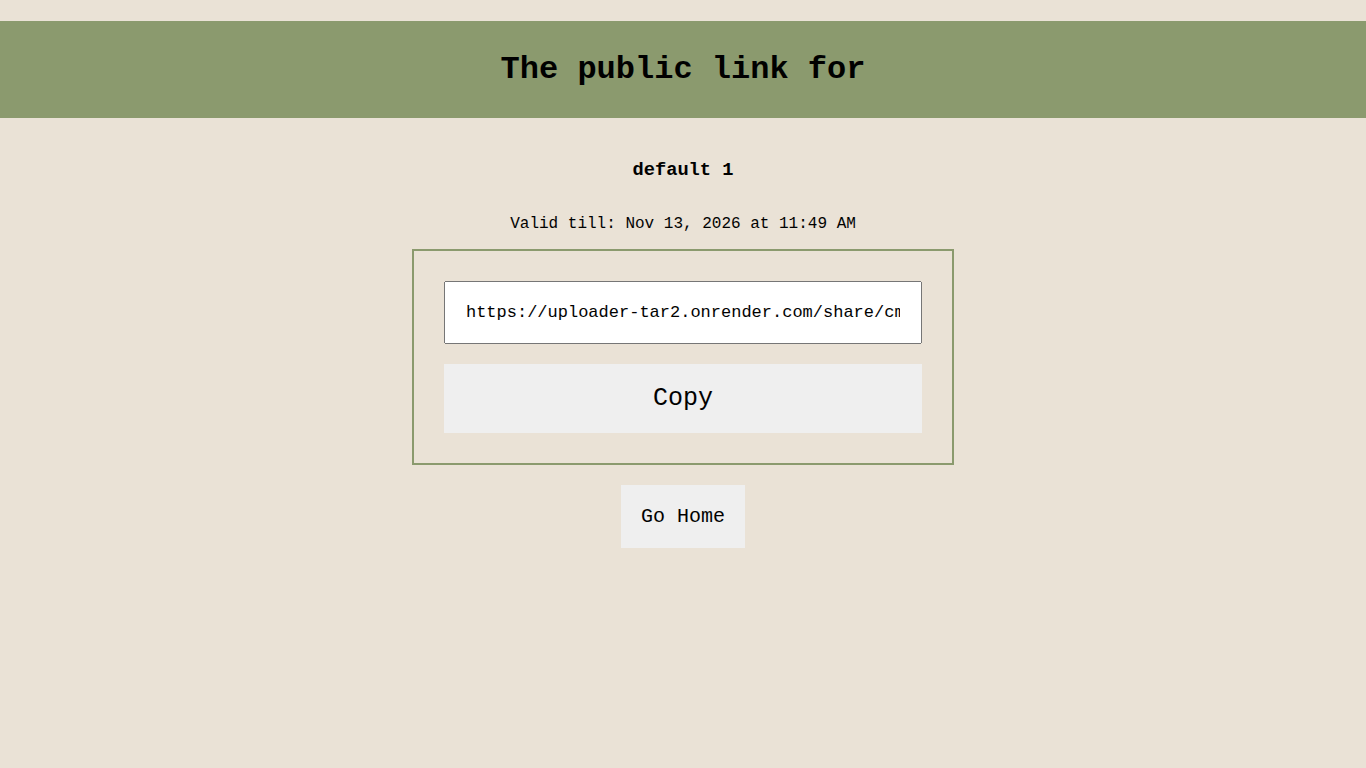 The public link for
default 1
Valid till: Nov 13, 2026 at 11:49 AM
https://uploader-tar2.onrender.com/share/cm
Copy
Go Home